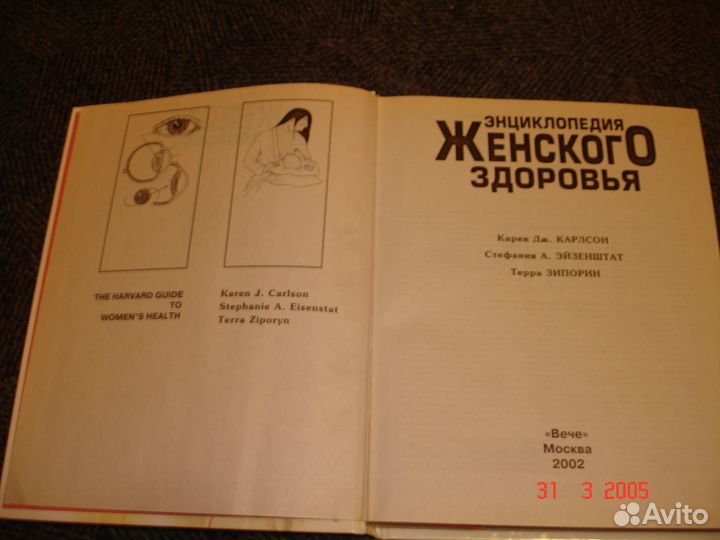 THE HARVARD GUIDE
TO
WOMEN'S HEALTH
Karen J. Carlson
Stephanie A. Eisenstat
Terra Ziporyn
ЭНЦИКЛОПЕДИЯ
ЖЕНСКОГО
ЗДОРОВЬЯ
Карен Дж. КАРЛСОН
Стефания А. ЭЙЗЕНШТАТ
Терра ЗИПОРИН
«Вече»
Москва
2002
31 3 2005
Avito